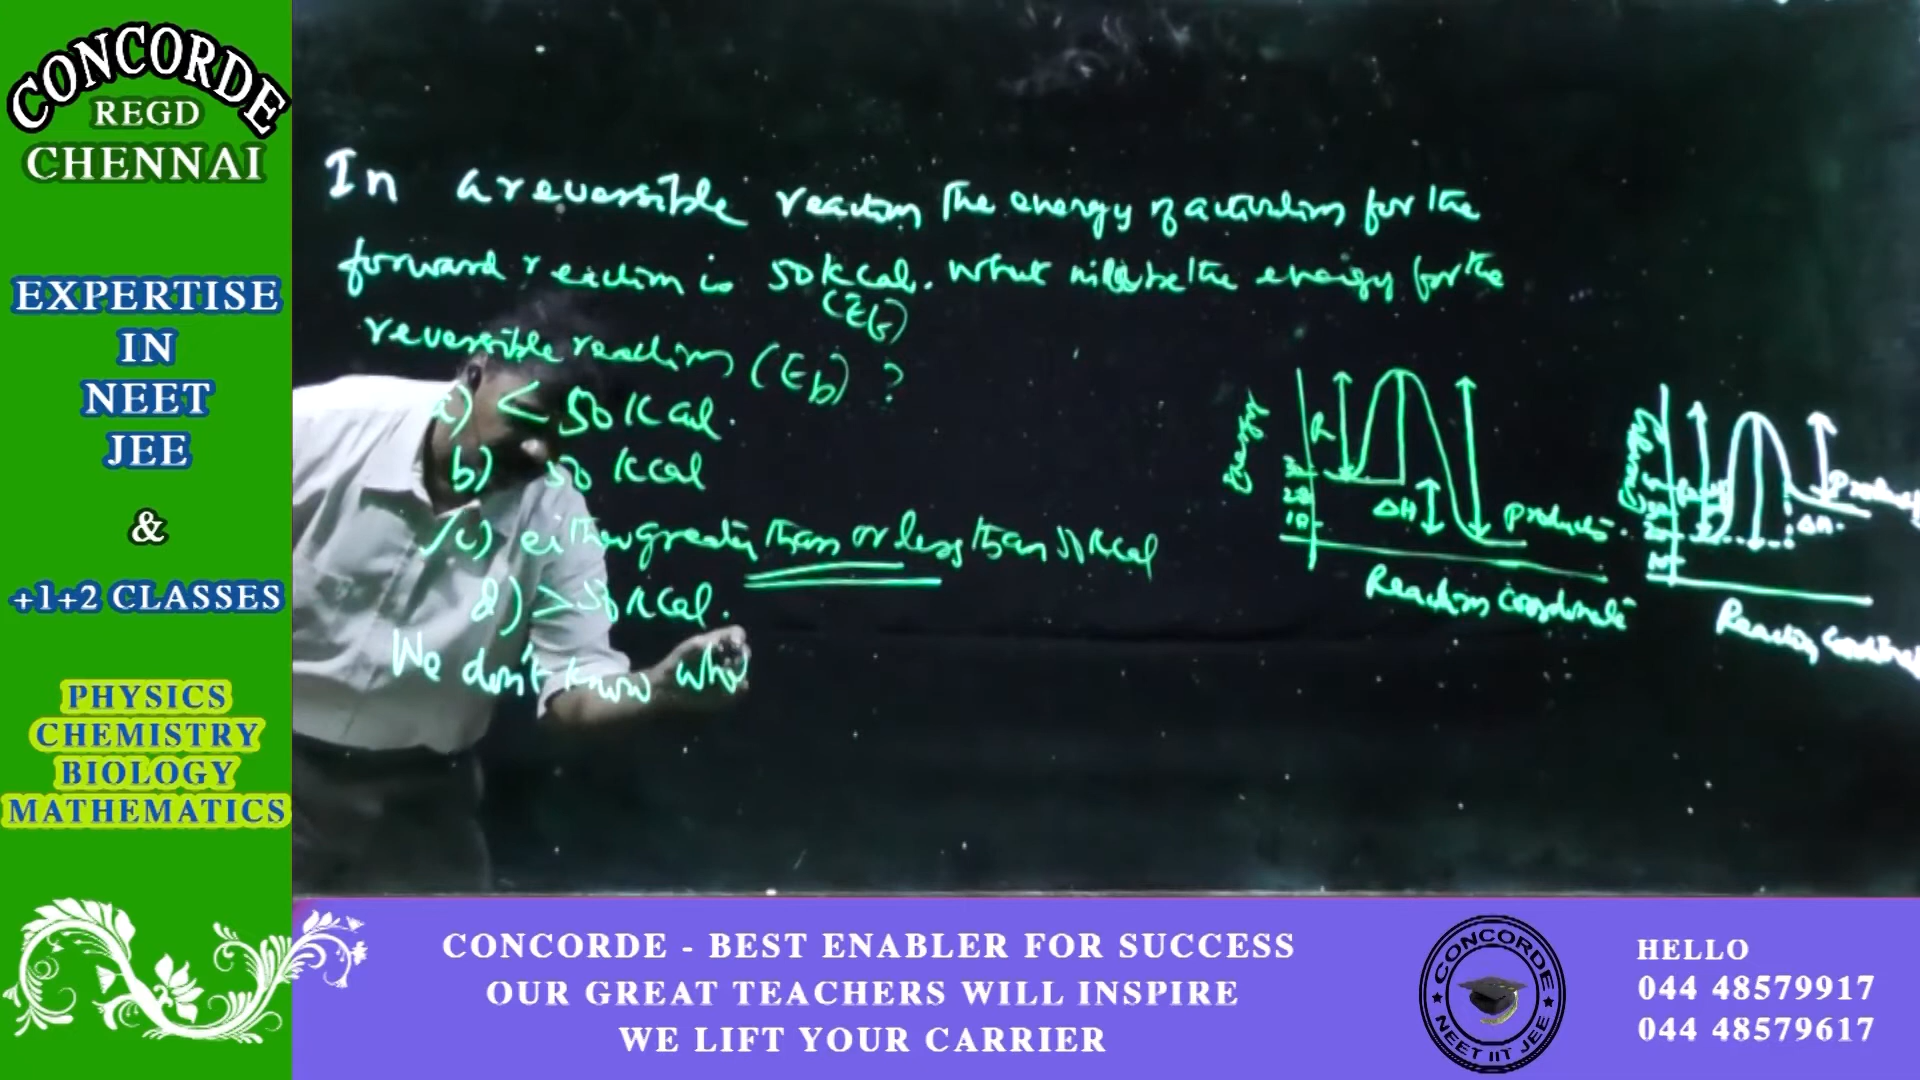 CONCORDE
REGD
CHENNAI
EXPERTISE
IN
NEET
JEE
&
+1+2 CLASSES
PHYSICS
CHEMISTRY
BIOLOGY
MATHEMATICS
In a reversible reaction the energy of activation for the
forward reaction is 50 kcal. What will be the energy for the
(Ef)
reversible reaction (Eb) ?
a) < 50 kcal.
b) 50 kcal
✓c) either greater than or less than 50 kcal
d) > 50 kcal.
We don't know
Energy
R
30
20
10
ΔH
products.
Reaction coordinate
Energy
CONCORDE - BEST ENABLER FOR SUCCESS
OUR GREAT TEACHERS WILL INSPIRE
WE LIFT YOUR CARRIER
CONCORDE
NEET IIT JEE
HELLO
044 48579917
044 48579617